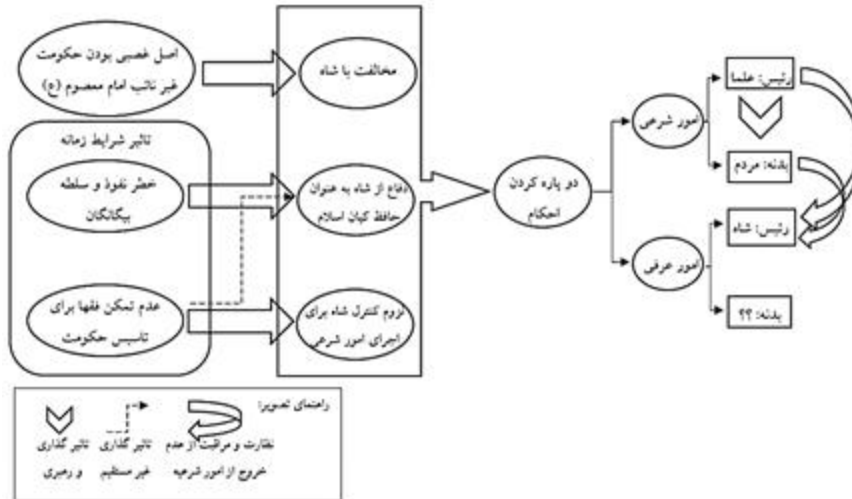 اصل غصبی بودن حکومت
غیر نائب امام معصوم (ع)
تاثیر شرایط زمانه
خطر نفوذ و سلطه
بیگانگان
عدم تمکن فقها برای
تاسیس حکومت
مخالفت با شاه
دفاع از شاه به عنوان
حافظ کیان اسلام
لزوم کنترل شاه برای
اجرای امور شرعی
دو پاره کردن
احکام
امور شرعی
امور عرفی
رئیس: علما
بدنه: مردم
رئیس: شاه
بدنه: ؟؟
راهنمای تصویر:
نظارت و مراقبت از عدم
خروج از امور شرعیه
تاثیر گذاری
غیر مستقیم
تاثیر گذاری
و رهبری